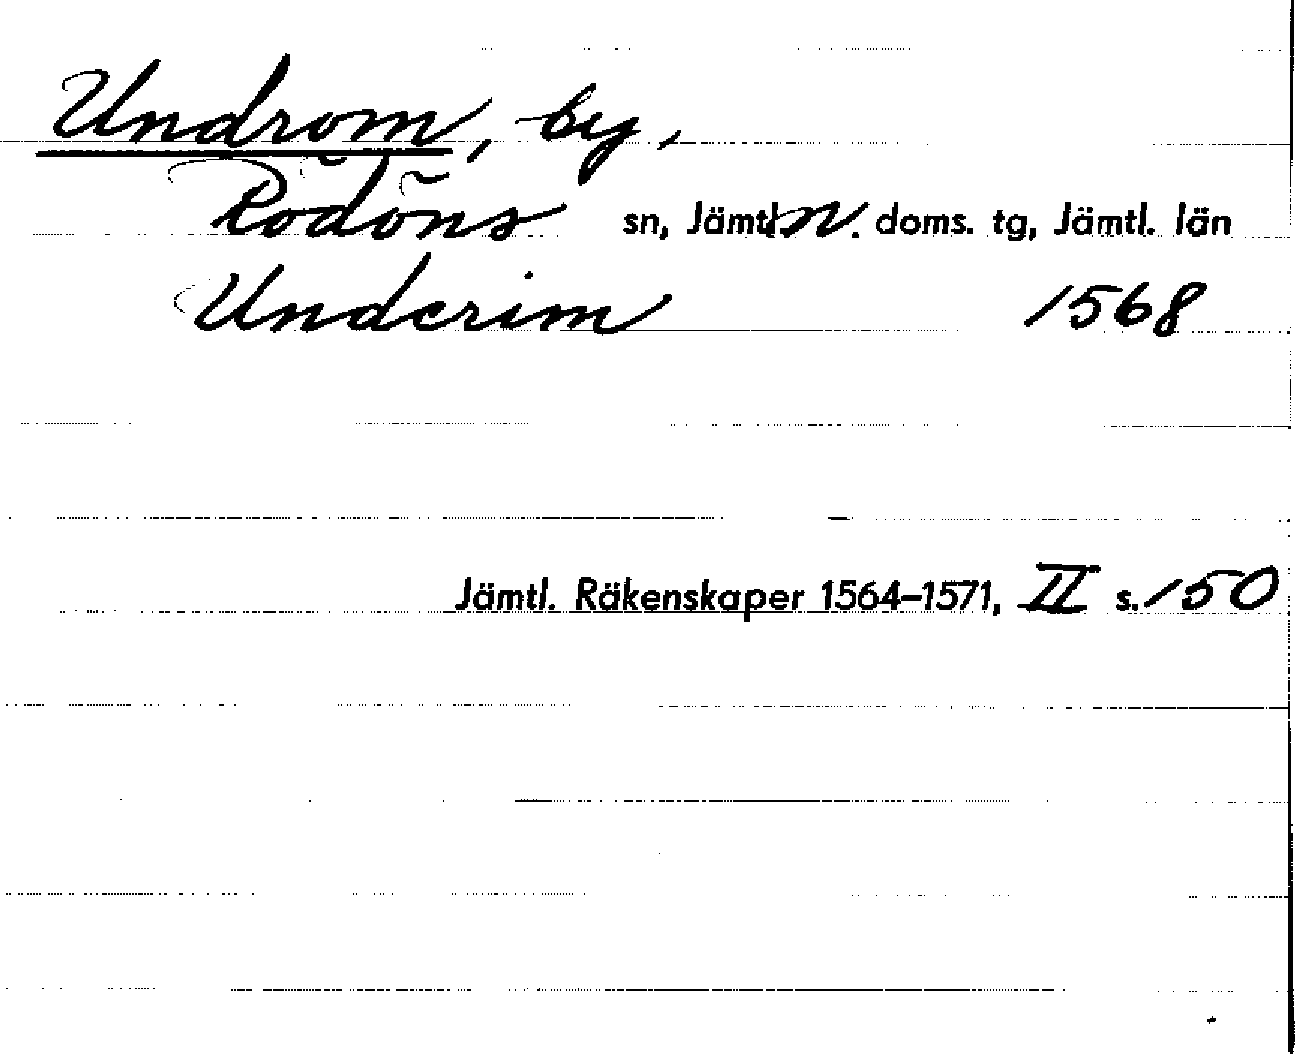 Undrom, by,
Rödöns sn, Jämtl. n. doms. tg, Jämtl. län
Underim 1568
Jämtl. Räkenskaper 1564–1571, II s. 150